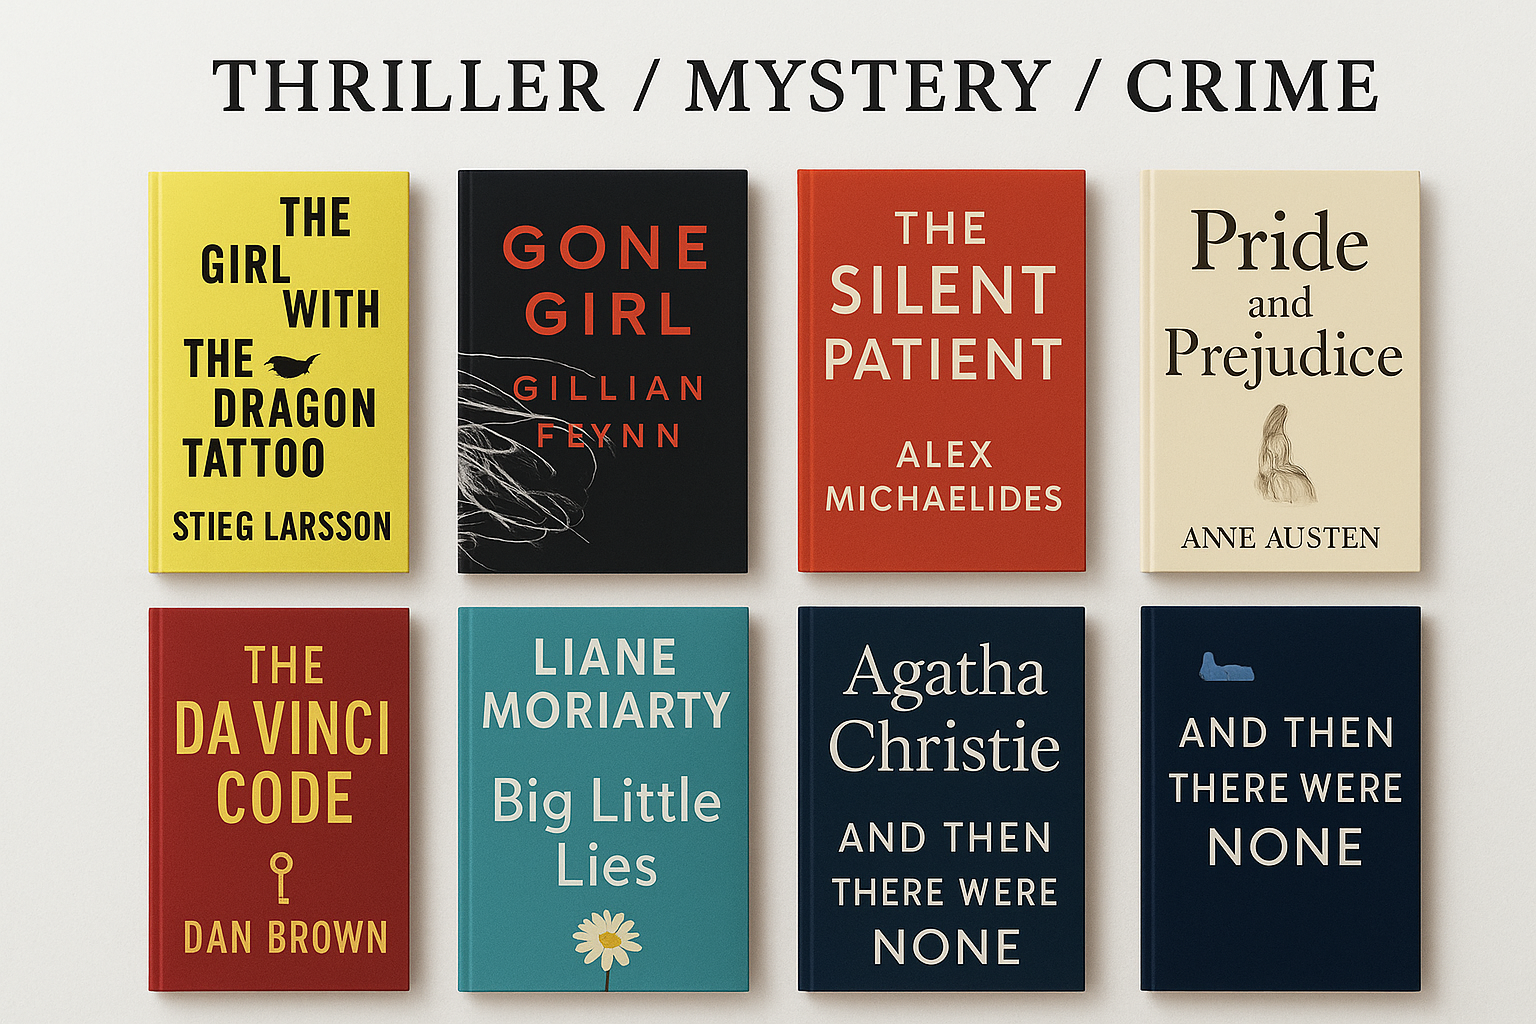 THRILLER / MYSTERY / CRIME
THE
GIRL
WITH
THE
DRAGON
TATTOO
STIEG LARSSON
GONE
GIRL
GILLIAN
FEYNN
THE
SILENT
PATIENT
ALEX
MICHAELIDES
Pride
and
Prejudice
ANNE AUSTEN
THE
DA VINCI
CODE
DAN BROWN
LIANE
MORIARTY
Big Little
Lies
Agatha
Christie
AND THEN
THERE WERE
NONE
AND THEN
THERE WERE
NONE